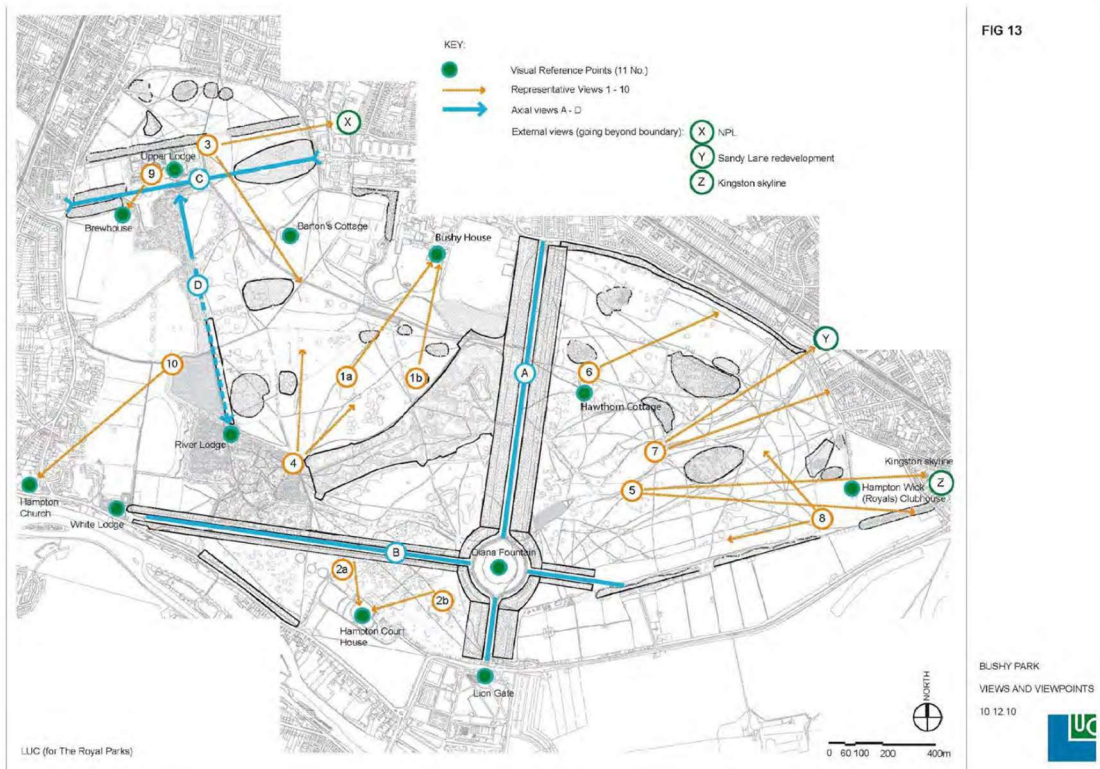 FIG 13
KEY:
Visual Reference Points (11 No.)
Representative Views 1 - 10
Axial views A - D
External views (going beyond boundary):
X NPL
Y Sandy Lane redevelopment
Z Kingston skyline
X
3
Upper Lodge
9
C
Brewhouse
Barton's Cottage
Bushy House
D
Y
10
1a
1b
A
6
Hawthorn Cottage
River Lodge
7
4
Kingston skyline
Z
5
Hampton Wick
(Royals) Clubhouse
Hampton
Church
White Lodge
8
B
Diana Fountain
2a
2b
Hampton Court
House
Lion Gate
NORTH
0 60 100 200 400m
BUSHY PARK
VIEWS AND VIEWPOINTS
10 12.10
LUC (for The Royal Parks)
LUC